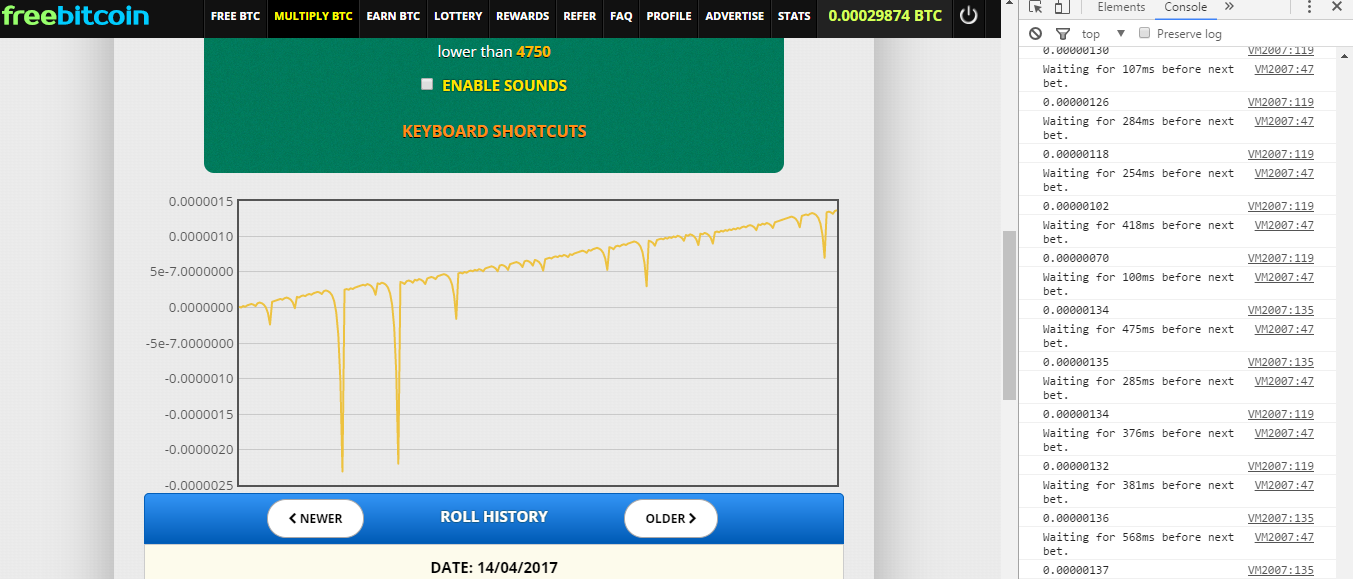 freebitcoin
FREE BTC MULTIPLY BTC EARN BTC LOTTERY REWARDS REFER FAQ PROFILE ADVERTISE STATS 0.00029874 BTC
lower than 4750
ENABLE SOUNDS
KEYBOARD SHORTCUTS
0.0000015
0.0000010
5e-7.0000000
0.0000000
-5e-7.0000000
-0.0000010
-0.0000015
-0.0000020
-0.0000025
NEWER
ROLL HISTORY
OLDER
DATE: 14/04/2017
Elements Console »
top ▼ Preserve log
0.00000130 VM2007:119
Waiting for 107ms before next VM2007:47
bet.
0.00000126 VM2007:119
Waiting for 284ms before next VM2007:47
bet.
0.00000118 VM2007:119
Waiting for 254ms before next VM2007:47
bet.
0.00000102 VM2007:119
Waiting for 418ms before next VM2007:47
bet.
0.00000070 VM2007:119
Waiting for 100ms before next VM2007:47
bet.
0.00000134 VM2007:135
Waiting for 475ms before next VM2007:47
bet.
0.00000135 VM2007:135
Waiting for 285ms before next VM2007:47
bet.
0.00000134 VM2007:119
Waiting for 376ms before next VM2007:47
bet.
0.00000132 VM2007:119
Waiting for 381ms before next VM2007:47
bet.
0.00000136 VM2007:135
Waiting for 568ms before next VM2007:47
bet.
0.00000137 VM2007:135